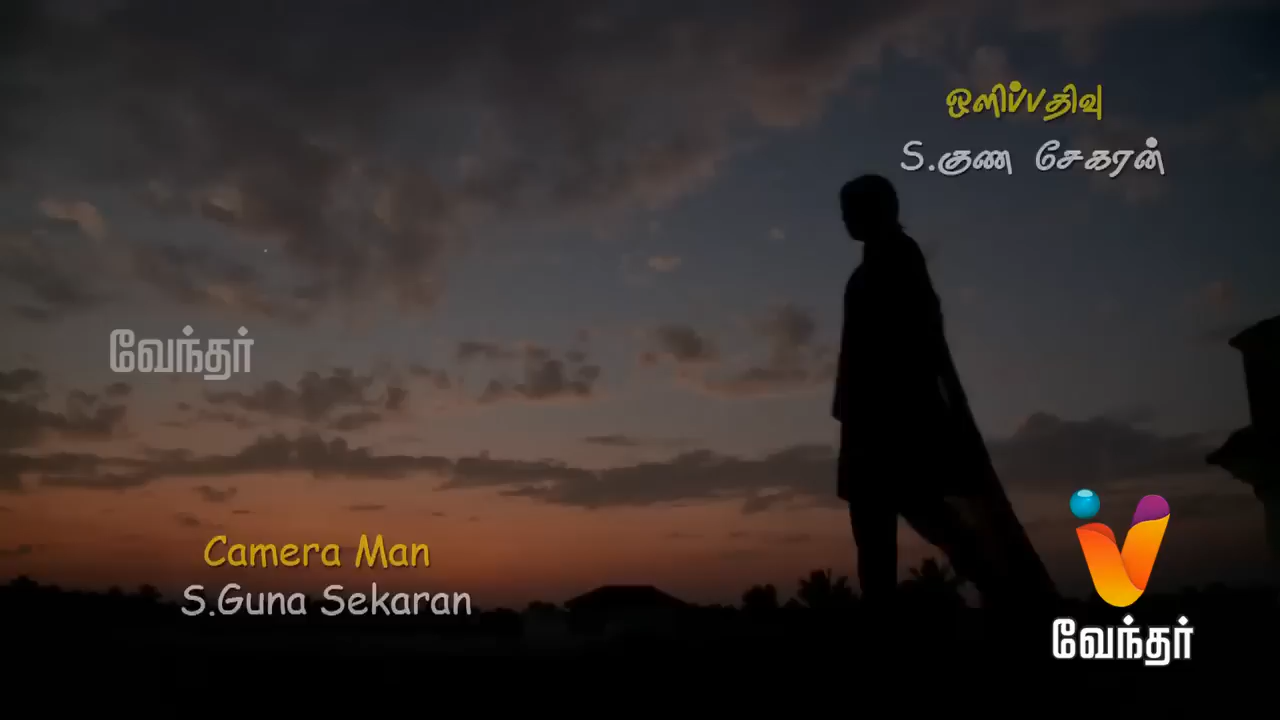 ஒளிப்பதிவு
S.குண சேகரன்
வேந்தர்
Camera Man
S.Guna Sekaran
வேந்தர்